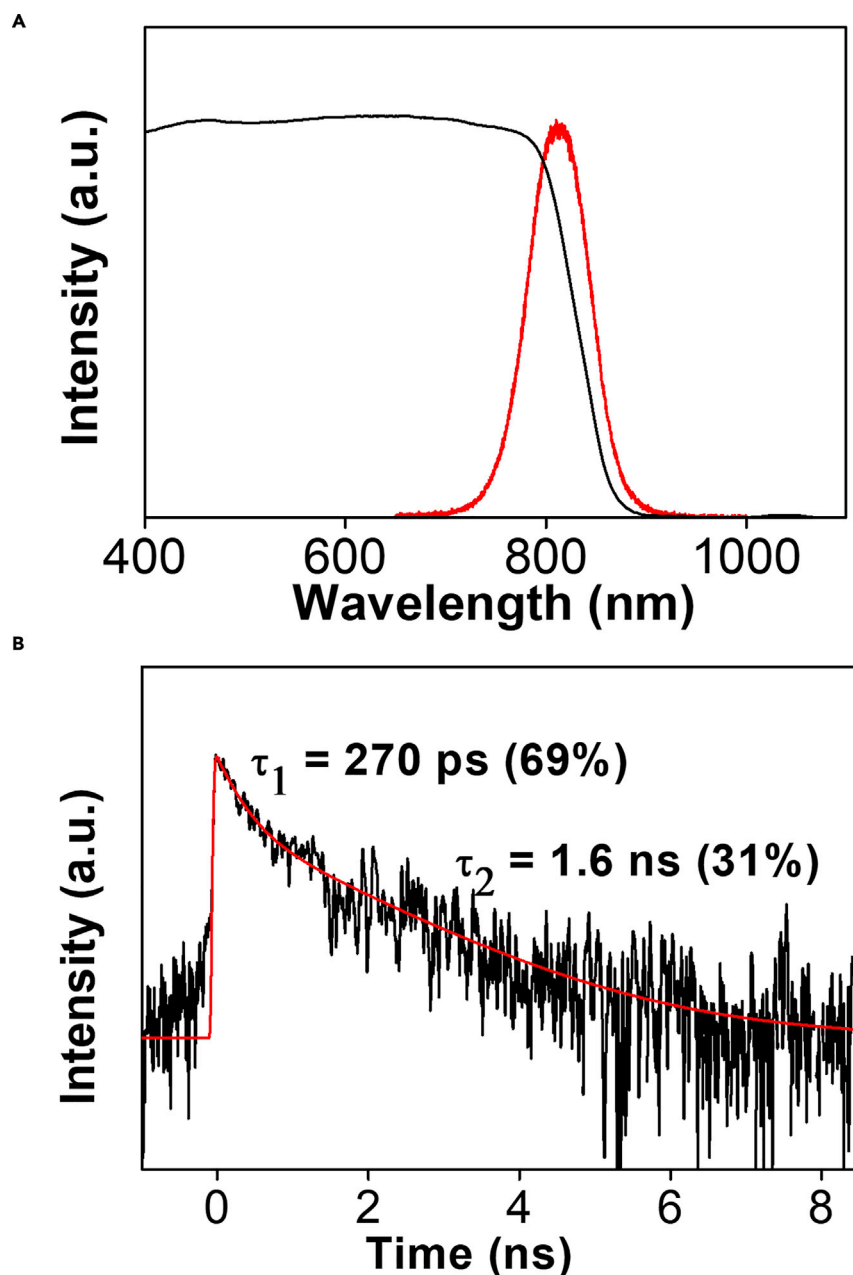 A
Intensity (a.u.)
400 600 800 1000
Wavelength (nm)
B
τ1 = 270 ps (69%)
τ2 = 1.6 ns (31%)
Intensity (a.u.)
0 2 4 6 8
Time (ns)